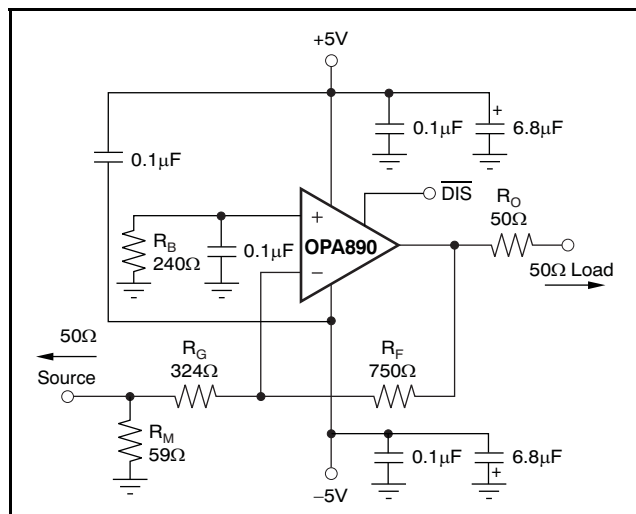 +5V
0.1μF
+
0.1μF
6.8μF
DIS
R_O
50Ω
50Ω Load
+
OPA890
−
R_B
240Ω
0.1μF
50Ω
Source
R_G
324Ω
R_F
750Ω
R_M
59Ω
0.1μF
6.8μF
+
−5V